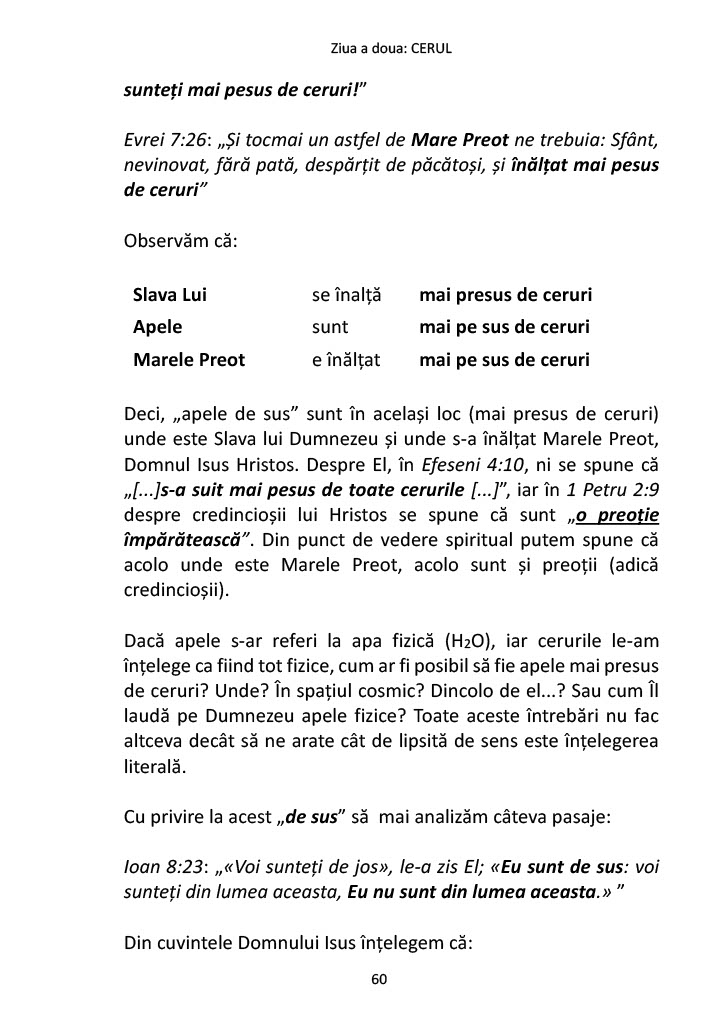 Ziua a doua: CERUL
sunteți mai pesus de ceruri!”
Evrei 7:26: „Și tocmai un astfel de Mare Preot ne trebuia: Sfânt,
nevinovat, fără pată, despărțit de păcătoși, și înălțat mai pesus
de ceruri”
Observăm că:
Slava Lui se înalță mai presus de ceruri
Apele sunt mai pe sus de ceruri
Marele Preot e înălțat mai pe sus de ceruri
Deci, „apele de sus” sunt în același loc (mai presus de ceruri)
unde este Slava lui Dumnezeu și unde s-a înălțat Marele Preot,
Domnul Isus Hristos. Despre El, în Efeseni 4:10, ni se spune că
„[...]s-a suit mai pesus de toate cerurile [...]”, iar în 1 Petru 2:9
despre credincioșii lui Hristos se spune că sunt „o preoție
împărătească”. Din punct de vedere spiritual putem spune că
acolo unde este Marele Preot, acolo sunt și preoții (adică
credincioșii).
Dacă apele s-ar referi la apa fizică (H₂O), iar cerurile le-am
înțelege ca fiind tot fizice, cum ar fi posibil să fie apele mai presus
de ceruri? Unde? În spațiul cosmic? Dincolo de el...? Sau cum Îl
laudă pe Dumnezeu apele fizice? Toate aceste întrebări nu fac
altceva decât să ne arate cât de lipsită de sens este înțelegerea
literală.
Cu privire la acest „de sus” să  mai analizăm câteva pasaje:
Ioan 8:23: „«Voi sunteți de jos», le-a zis El; «Eu sunt de sus: voi
sunteți din lumea aceasta, Eu nu sunt din lumea aceasta.» ”
Din cuvintele Domnului Isus înțelegem că:
60